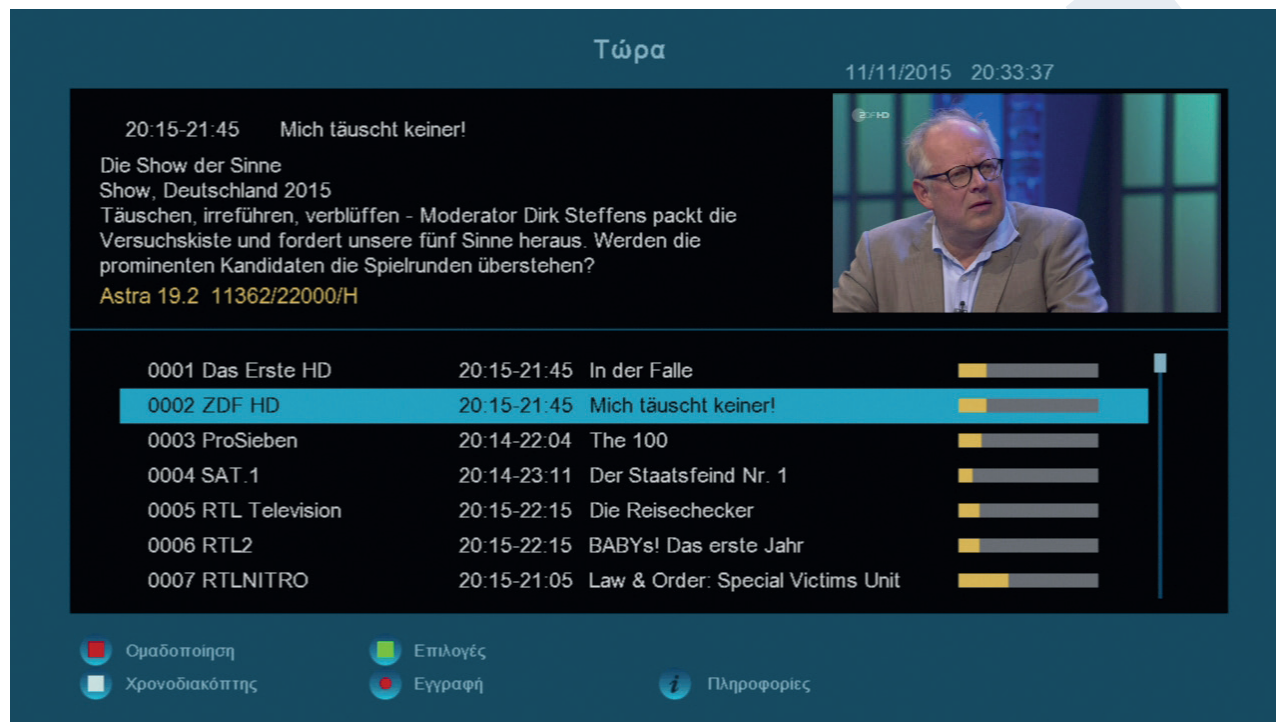 Τώρα
11/11/2015 20:33:37
20:15-21:45 Mich täuscht keiner!
ZDF HD
Die Show der Sinne
Show, Deutschland 2015
Täuschen, irreführen, verblüffen - Moderator Dirk Steffens packt die
Versuchskiste und fordert unsere fünf Sinne heraus. Werden die
prominenten Kandidaten die Spielrunden überstehen?
Astra 19.2 11362/22000/H
0001 Das Erste HD 20:15-21:45 In der Falle
0002 ZDF HD 20:15-21:45 Mich täuscht keiner!
0003 ProSieben 20:14-22:04 The 100
0004 SAT.1 20:14-23:11 Der Staatsfeind Nr. 1
0005 RTL Television 20:15-22:15 Die Reisechecker
0006 RTL2 20:15-22:15 BABYs! Das erste Jahr
0007 RTLNITRO 20:15-21:05 Law & Order: Special Victims Unit
Ομαδοποίηση Επιλογές
Χρονοδιακόπτης Εγγραφή i Πληροφορίες